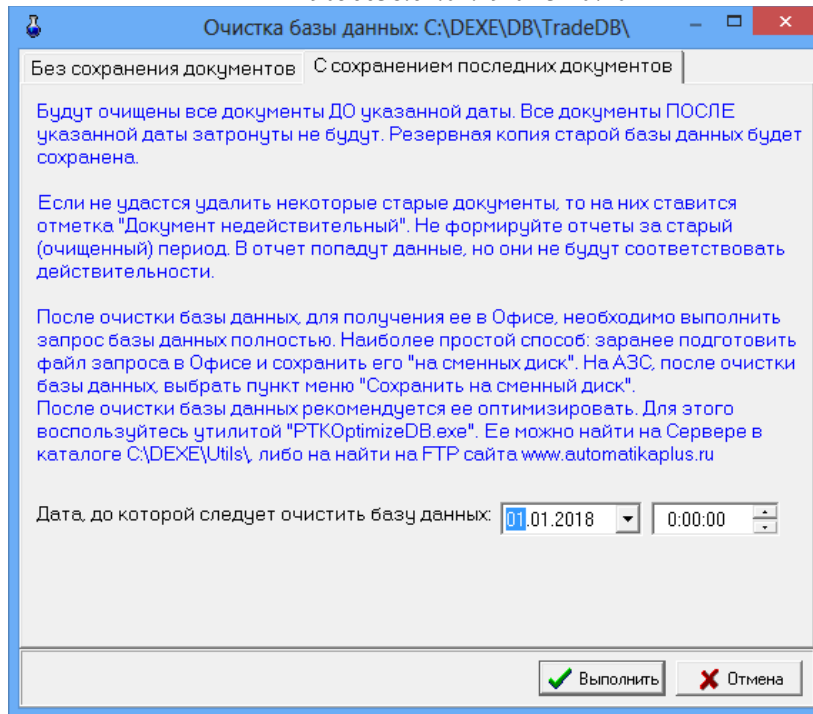 Очистка базы данных: C:\DEXE\DB\TradeDB\
Без сохранения документов С сохранением последних документов
Будут очищены все документы ДО указанной даты. Все документы ПОСЛЕ
указанной даты затронуты не будут. Резервная копия старой базы данных будет
сохранена.
Если не удастся удалить некоторые старые документы, то на них ставится
отметка "Документ недействительный". Не формируйте отчеты за старый
(очищенный) период. В отчет попадут данные, но они не будут соответствовать
действительности.
После очистки базы данных, для получения ее в Офисе, необходимо выполнить
запрос базы данных полностью. Наиболее простой способ: заранее подготовить
файл запроса в Офисе и сохранить его "на сменных диск". На АЗС, после очистки
базы данных, выбрать пункт меню "Сохранить на сменный диск".
После очистки базы данных рекомендуется ее оптимизировать. Для этого
воспользуйтесь утилитой "PTKOptimizeDB.exe". Ее можно найти на Сервере в
каталоге C:\DEXE\Utils\, либо на найти на FTP сайта www.automatikaplus.ru
Дата, до которой следует очистить базу данных: 01.01.2018 0:00:00
Выполнить Отмена